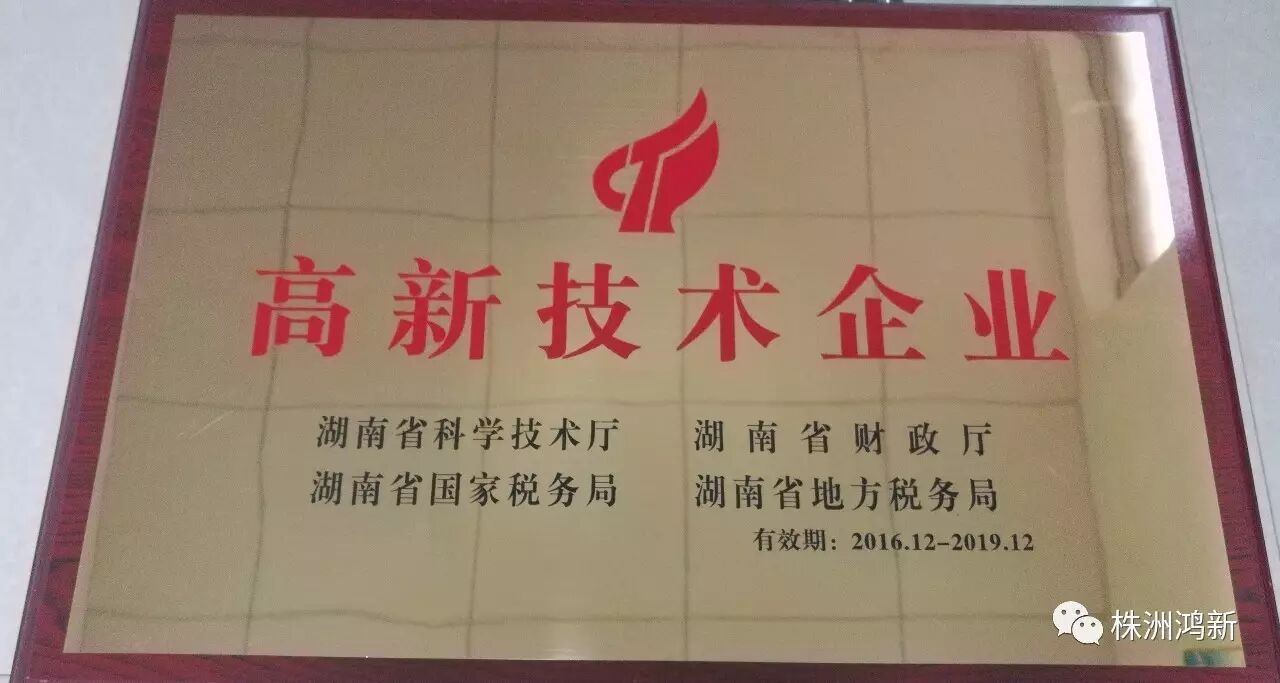 高新技术企业
湖南省科学技术厅 湖南省财政厅
湖南省国家税务局 湖南省地方税务局
有效期：2016.12-2019.12
株洲鸿新